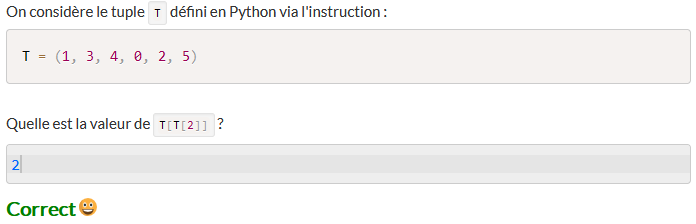 On considère le tuple T défini en Python via l'instruction :
T = (1, 3, 4, 0, 2, 5)
Quelle est la valeur de T[T[2]] ?
2
Correct😀